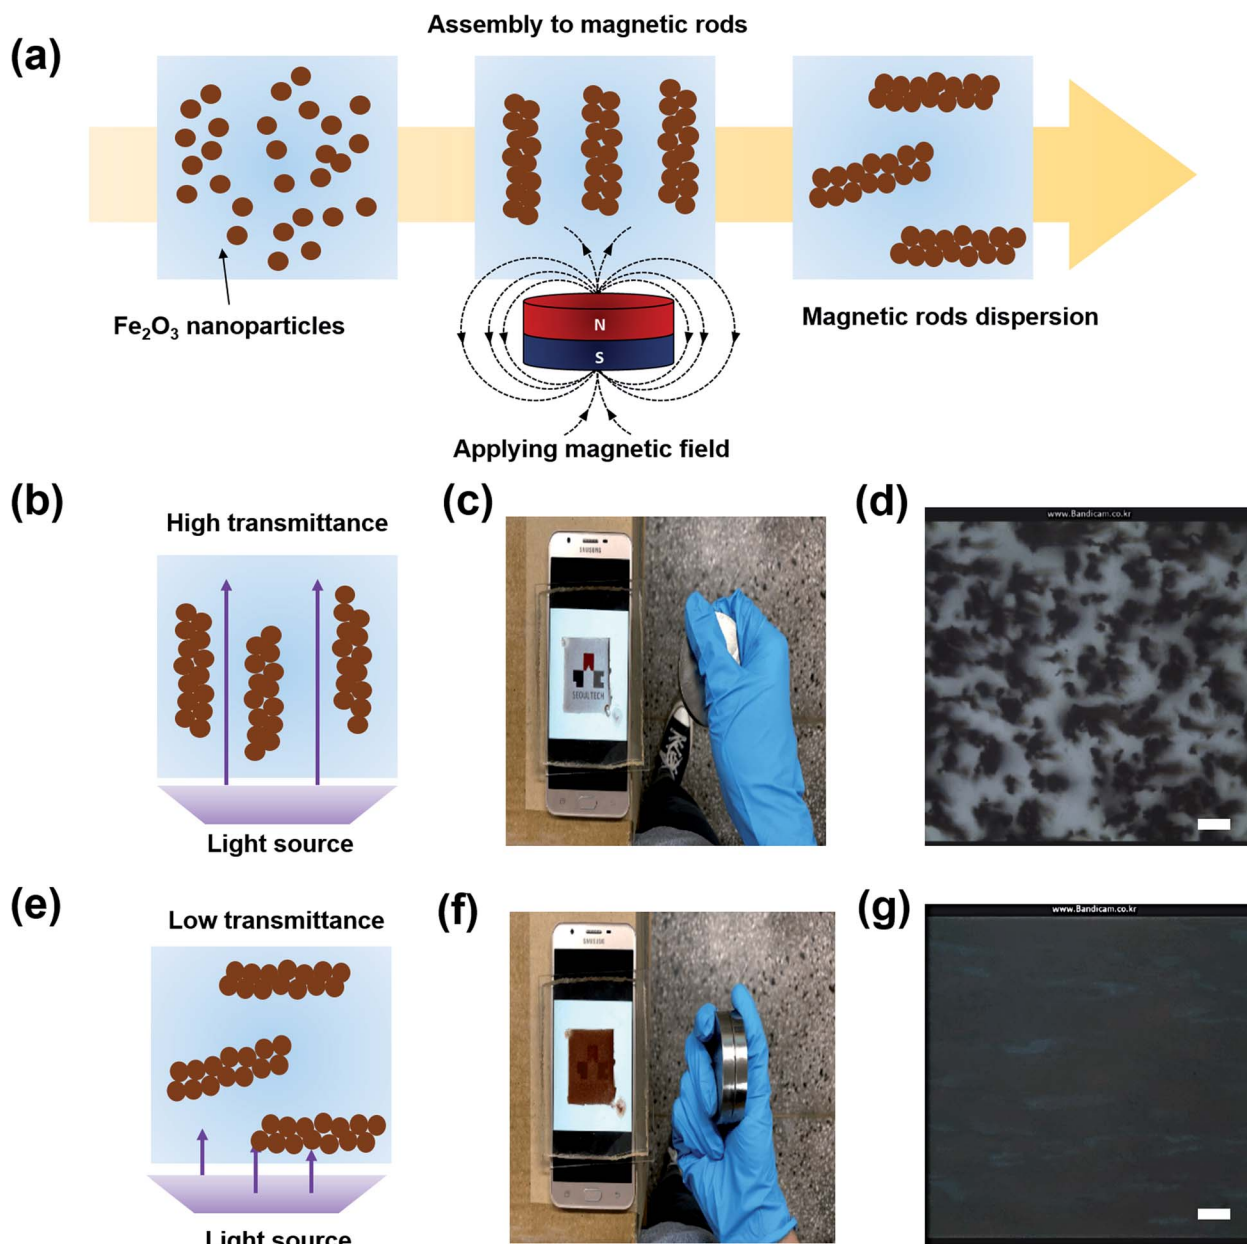 (a)
Assembly to magnetic rods
Fe₂O₃ nanoparticles
N
S
Applying magnetic field
Magnetic rods dispersion
(b)
High transmittance
Light source
(c)
SAMSUNG
SEOULTECH
(d)
www.Bandicam.co.kr
(e)
Low transmittance
Light source
(f)
SAMSUNG
(g)
www.Bandicam.co.kr